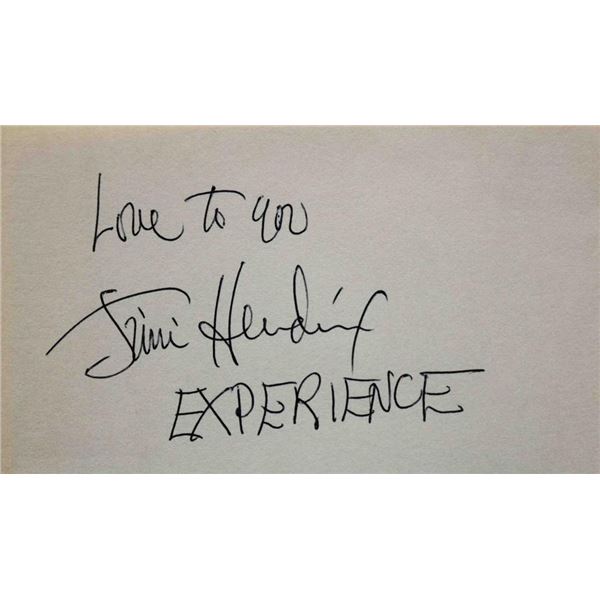 Love to you
Jimi Hendrix
EXPERIENCE